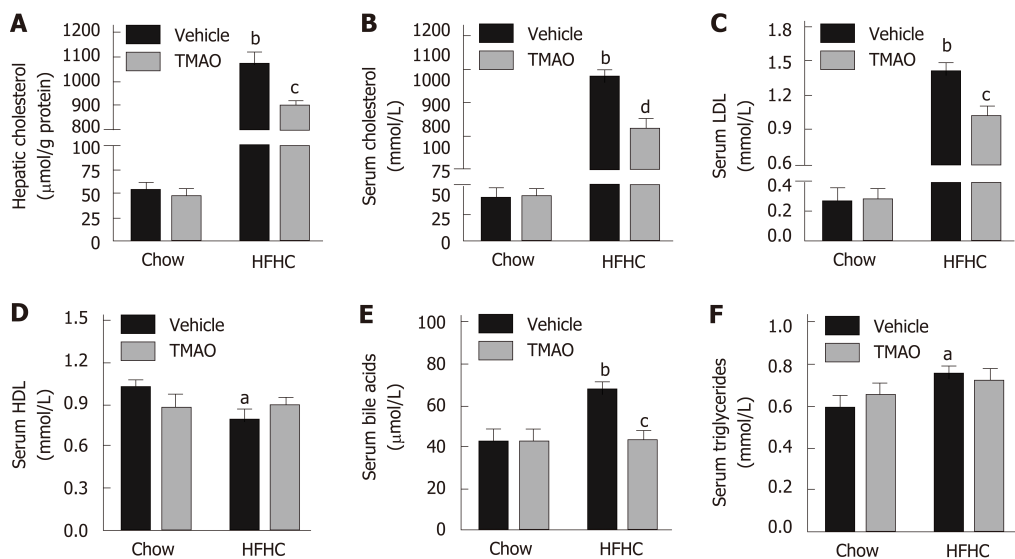 A
Hepatic cholesterol
(μmol/g protein)
1200
1100
1000
900
800
100
75
50
25
0
Vehicle
TMAO
b
c
Chow
HFHC
B
Serum cholesterol
(mmol/L)
1200
1100
1000
900
800
100
75
50
25
0
Vehicle
TMAO
b
d
Chow
HFHC
C
Serum LDL
(mmol/L)
1.8
1.5
1.2
0.9
0.6
0.4
0.2
0.0
Vehicle
TMAO
b
c
Chow
HFHC
D
Serum HDL
(mmol/L)
1.5
1.2
0.9
0.6
0.3
0.0
Vehicle
TMAO
a
Chow
HFHC
E
Serum bile acids
(μmol/L)
100
80
60
40
20
0
Vehicle
TMAO
b
c
Chow
HFHC
F
Serum triglycerides
(mmol/L)
1.0
0.8
0.6
0.4
0.2
0.0
Vehicle
TMAO
a
Chow
HFHC